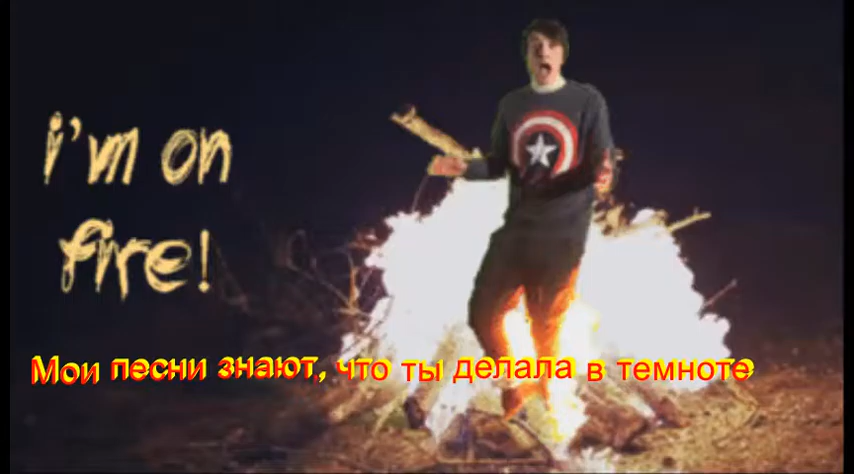 i'm on
fire!
Мои песни знают, что ты делала в темноте